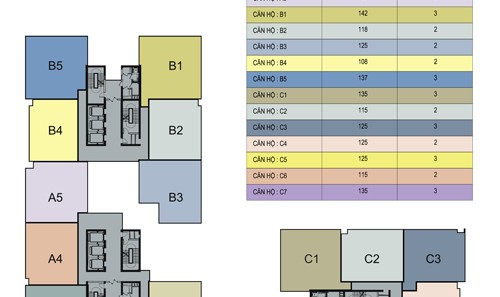 CĂN HỘ : B1 142 3
CĂN HỘ : B2 118 2
CĂN HỘ : B3 125 2
CĂN HỘ : B4 108 2
CĂN HỘ : B5 137 3
CĂN HỘ : C1 135 3
CĂN HỘ : C2 115 2
CĂN HỘ : C3 125 3
CĂN HỘ : C4 125 2
CĂN HỘ : C5 125 3
CĂN HỘ : C6 115 2
CĂN HỘ : C7 135 3
B5 B1
B4 B2
A5 B3
A4
C1 C2 C3